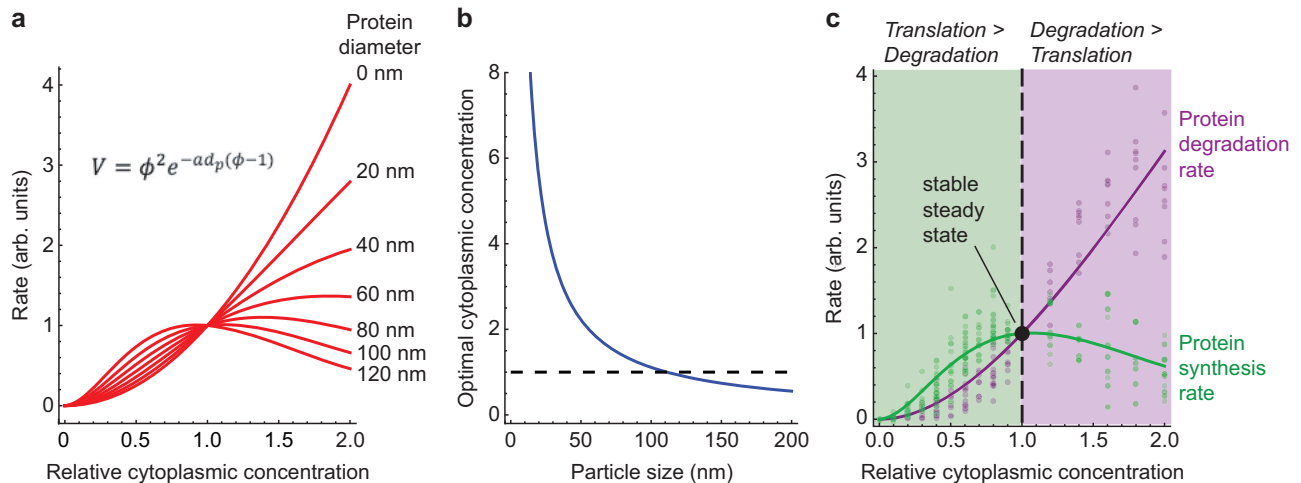 a
Protein
diameter
0 nm
20 nm
40 nm
60 nm
80 nm
100 nm
120 nm
V = ϕ²e^{-ad_p(ϕ-1)}
Rate (arb. units)
4
3
2
1
0
0
1.0
2.0
Relative cytoplasmic concentration
b
Optimal cytoplasmic concentration
8
6
4
2
0
0
50
100
150
200
Particle size (nm)
c
Translation >
Degradation
Degradation >
Translation
Rate (arb. units)
4
3
2
1
0
stable
steady
state
Protein
degradation
rate
Protein
synthesis
rate
0.0
0.5
1.0
1.5
2.0
Relative cytoplasmic concentration